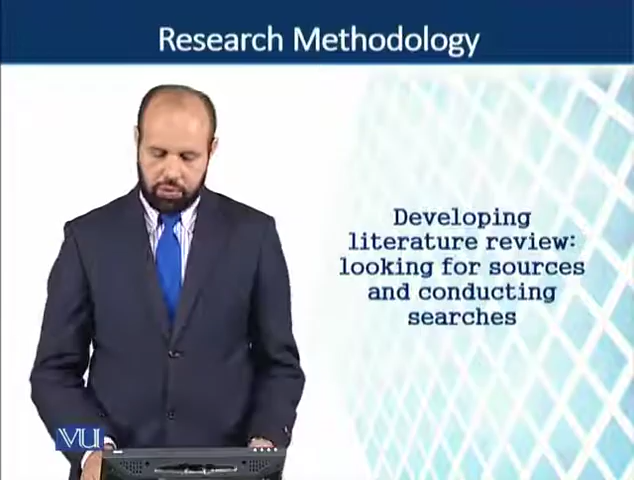 Research Methodology
Developing
literature review:
looking for sources
and conducting
searches
VU